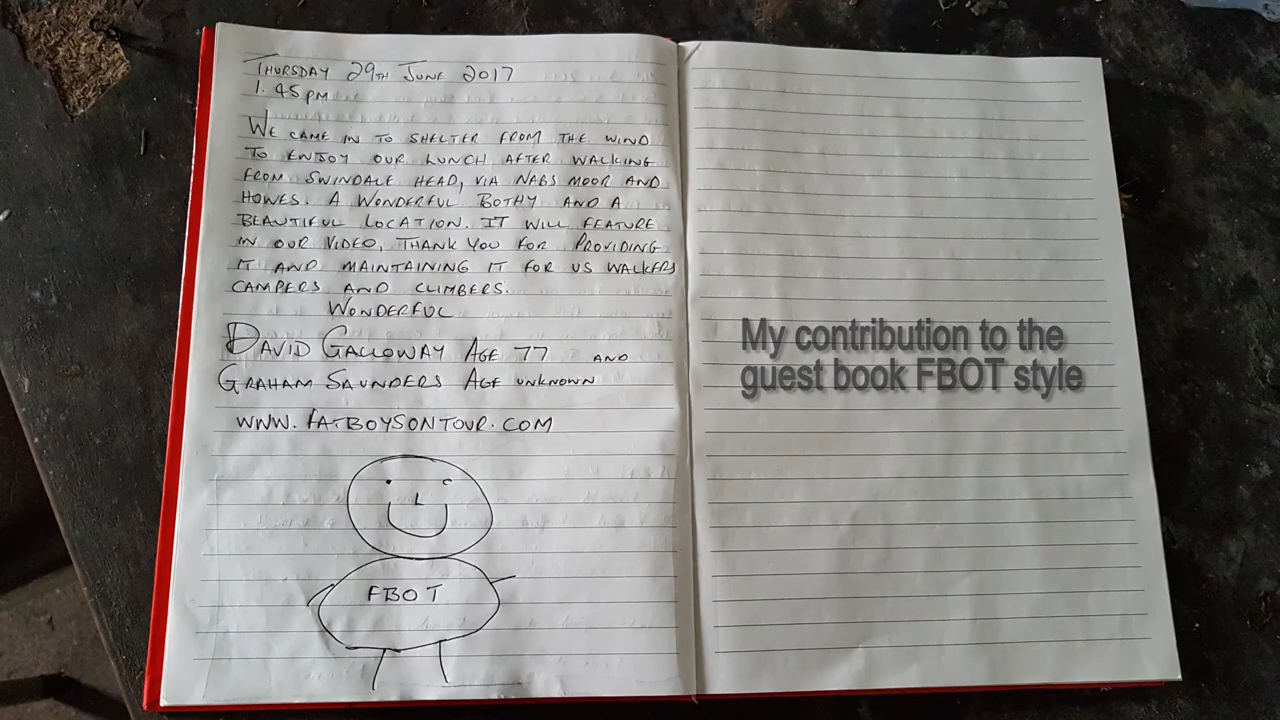 THURSDAY 29TH JUNE 2017
1.45 PM
WE CAME IN TO SHELTER FROM THE WIND
TO ENJOY OUR LUNCH AFTER WALKING
FROM SWINDALE HEAD, VIA NABS MOOR AND
HOWES. A WONDERFUL BOTHY AND A
BEAUTIFUL LOCATION. IT WILL FEATURE
IN OUR VIDEO, THANK YOU FOR PROVIDING
IT AND MAINTAINING IT FOR US WALKERS
CAMPERS AND CLIMBERS.
WONDERFUL
DAVID GALLOWAY AGE 77 AND
GRAHAM SAUNDERS AGE UNKNOWN
WWW.FATBOYSONTOUR.COM
FBOT
My contribution to the
guest book FBOT style